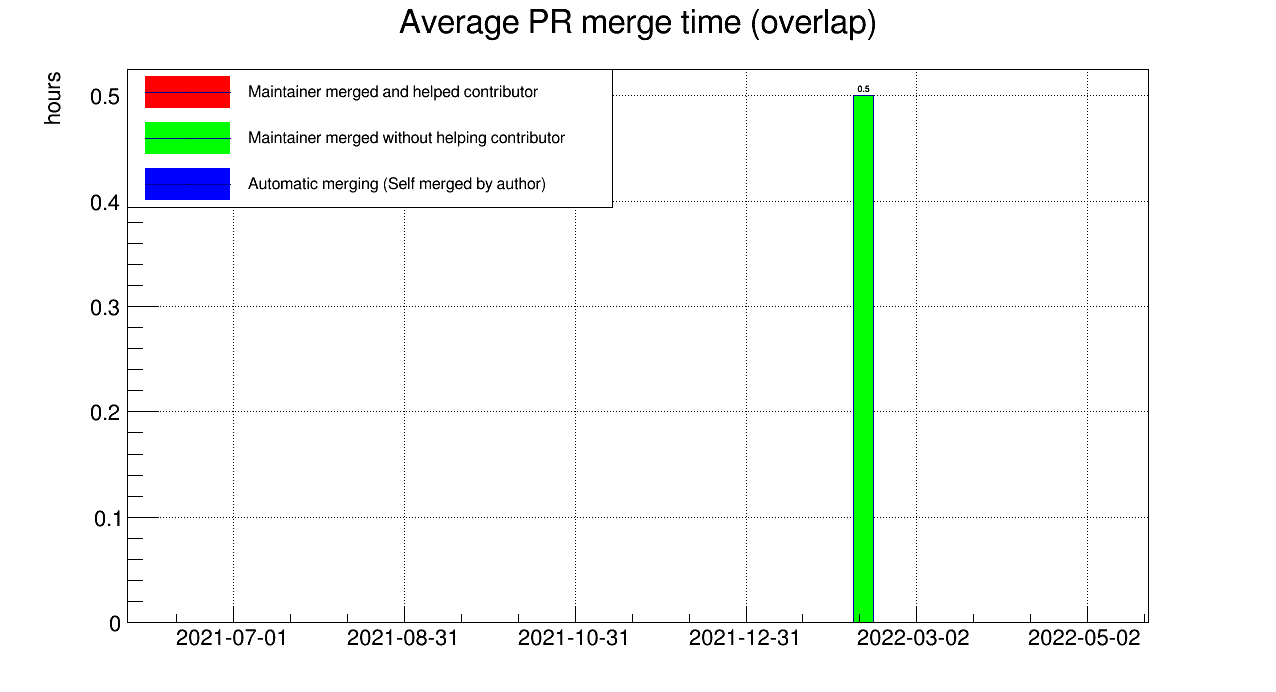 Average PR merge time (overlap)
hours
Maintainer merged and helped contributor
Maintainer merged without helping contributor
Automatic merging (Self merged by author)
0.5
0.5
0.4
0.3
0.2
0.1
0
2021-07-01 2021-08-31 2021-10-31 2021-12-31 2022-03-02 2022-05-02